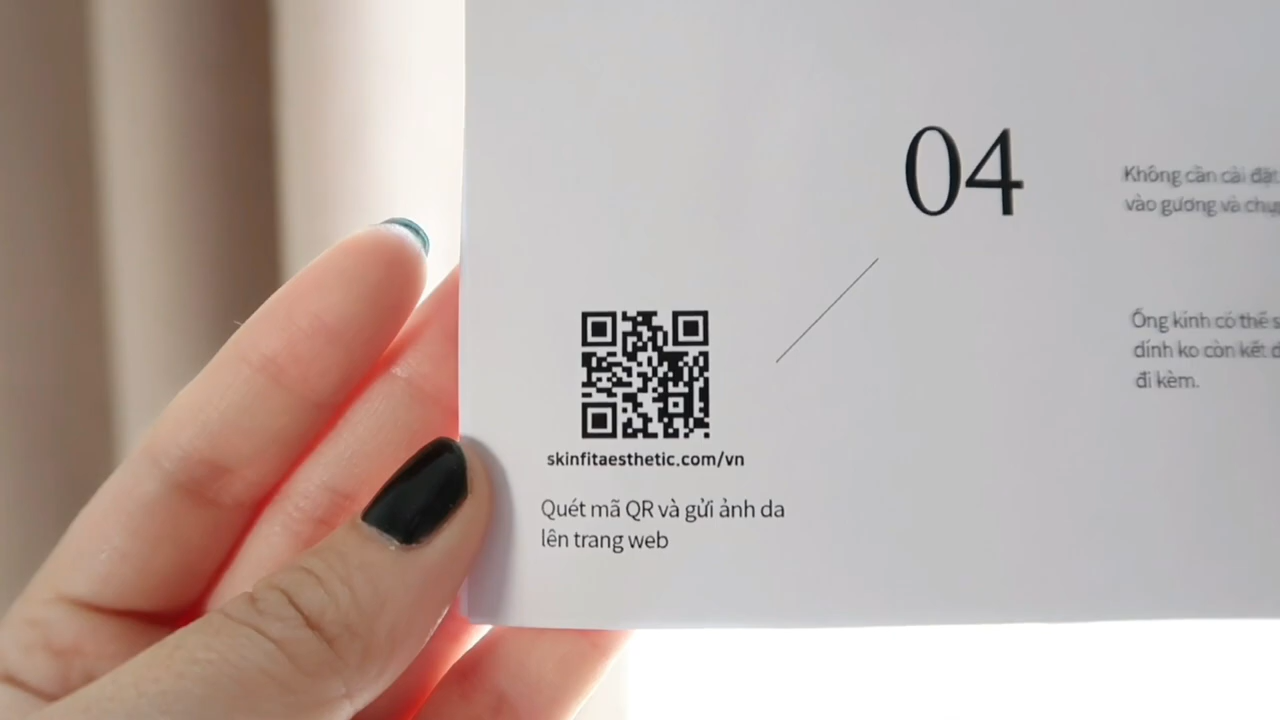 04
skinfitaesthetic.com/vn
Quét mã QR và gửi ảnh da
lên trang web
Không cần cài đặt
vào gương và
Ống kính có thể
dính ko còn kết
đi kèm.